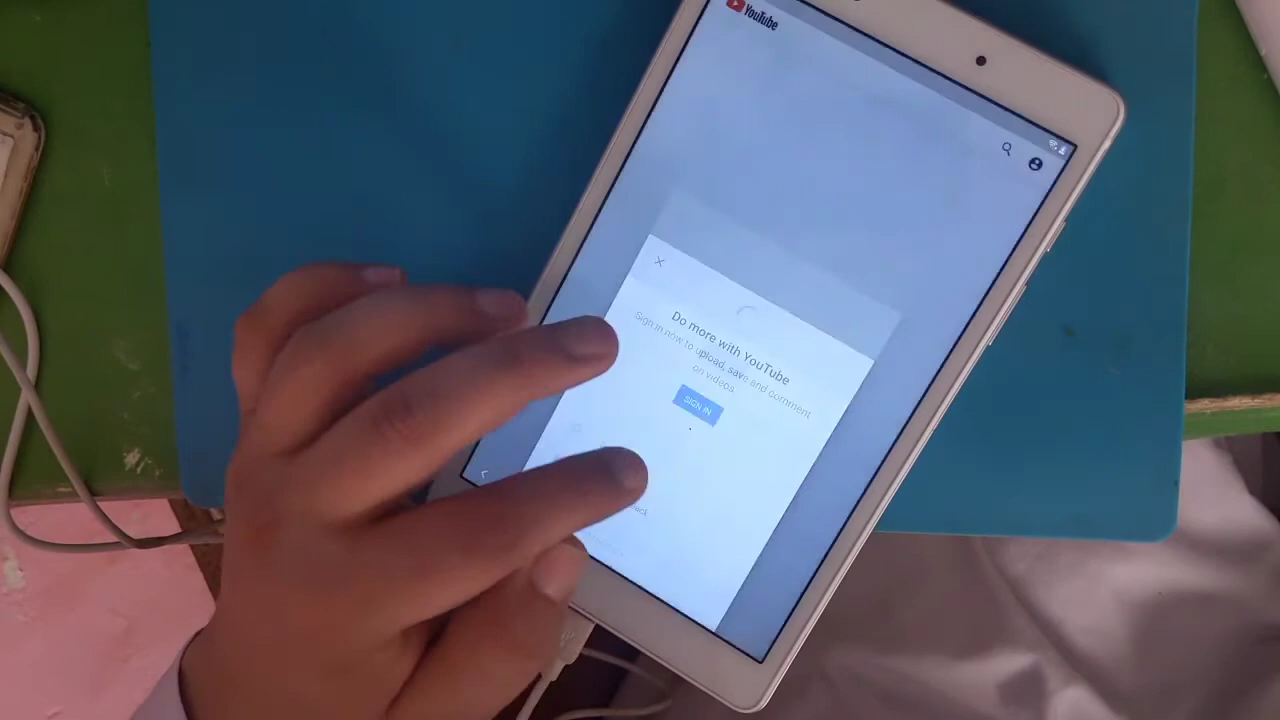 YouTube
Do more with YouTube
Sign in now to upload, save and comment
on videos.
SIGN IN